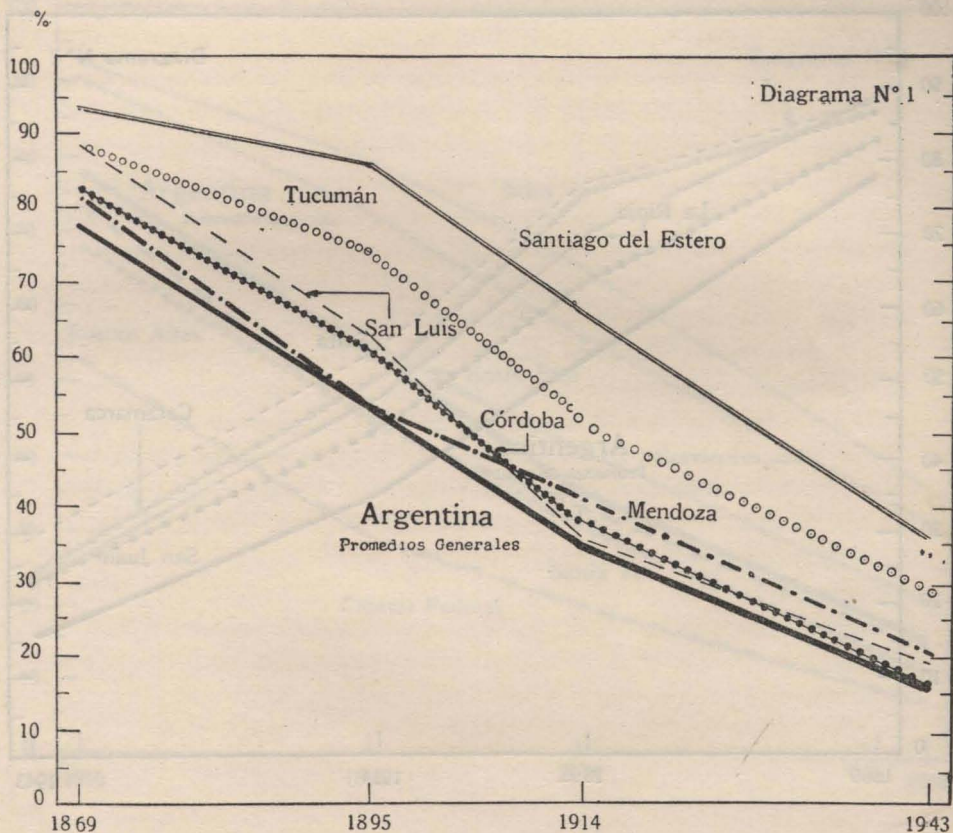 %
100
Diagrama N° 1
90
Tucumán
80
Santiago del Estero
70
San Luis
60
Córdoba
50
Argentina
Promedios Generales
Mendoza
40
30
20
10
0
1869
1895
1914
1943